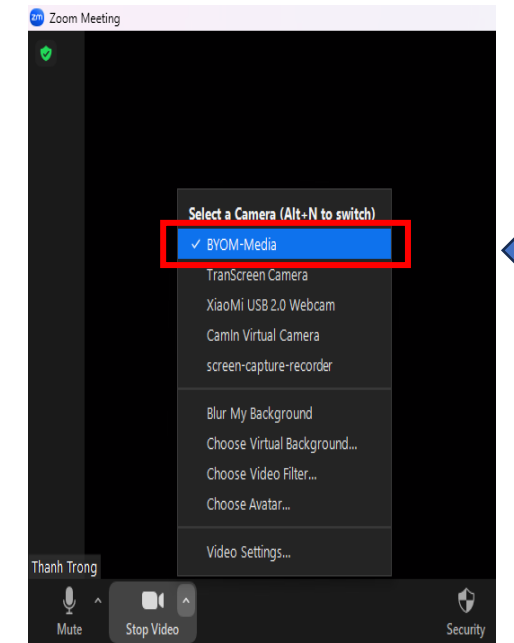 zm Zoom Meeting
Select a Camera (Alt+N to switch)
✓ BYOM-Media
TranScreen Camera
XiaoMi USB 2.0 Webcam
CamIn Virtual Camera
screen-capture-recorder
Blur My Background
Choose Virtual Background...
Choose Video Filter...
Choose Avatar...
Video Settings...
Thanh Trong
Mute
Stop Video
Security